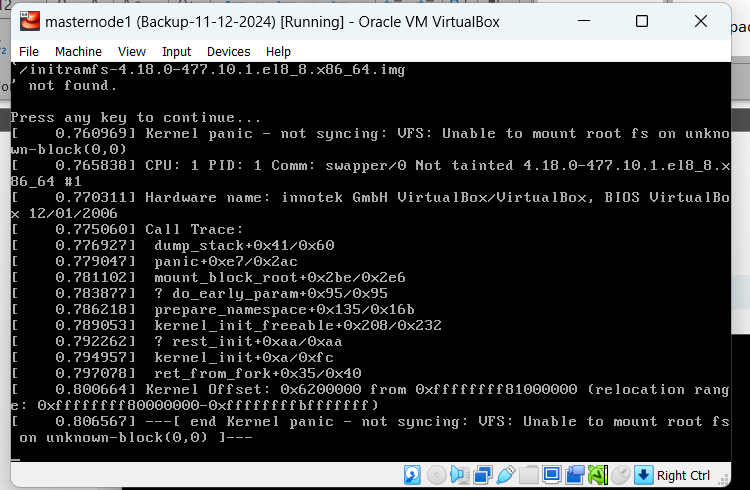 masternode1 (Backup-11-12-2024) [Running] - Oracle VM VirtualBox
File Machine View Input Devices Help
`/initramfs-4.18.0-477.10.1.el8_8.x86_64.img
' not found.
Press any key to continue...
[    0.760969] Kernel panic - not syncing: VFS: Unable to mount root fs on unkno
wn-block(0,0)
[    0.765838] CPU: 1 PID: 1 Comm: swapper/0 Not tainted 4.18.0-477.10.1.el8_8.x
86_64 #1
[    0.770311] Hardware name: innotek GmbH VirtualBox/VirtualBox, BIOS VirtualBo
x 12/01/2006
[    0.775060] Call Trace:
[    0.776927]  dump_stack+0x41/0x60
[    0.779047]  panic+0xe7/0x2ac
[    0.781102]  mount_block_root+0x2be/0x2e6
[    0.783877]  ? do_early_param+0x95/0x95
[    0.786218]  prepare_namespace+0x135/0x16b
[    0.789053]  kernel_init_freeable+0x208/0x232
[    0.792262]  ? rest_init+0xaa/0xaa
[    0.794957]  kernel_init+0xa/0xfc
[    0.797078]  ret_from_fork+0x35/0x40
[    0.800664] Kernel Offset: 0x6200000 from 0xffffffff81000000 (relocation rang
e: 0xffffffff80000000-0xffffffffbfffffff)
[    0.806567] ---[ end Kernel panic - not syncing: VFS: Unable to mount root fs
 on unknown-block(0,0) ]---
Right Ctrl